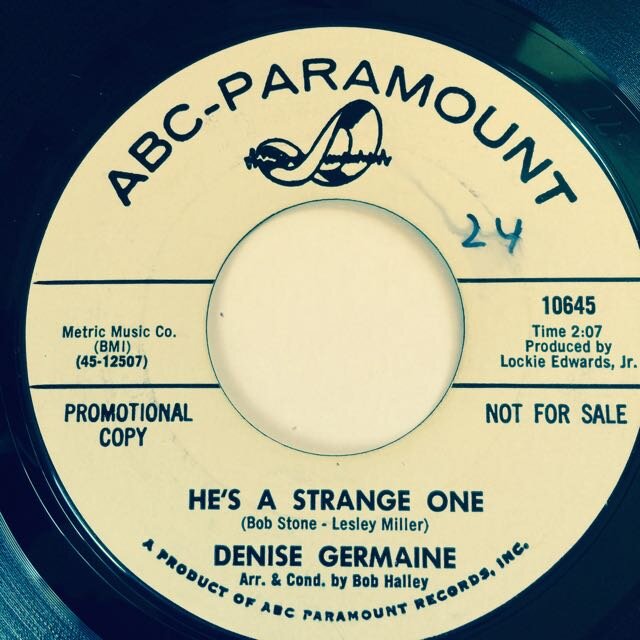 ABC-PARAMOUNT
24
Metric Music Co.
(BMI)
(45-12507)
10645
Time 2:07
Produced by
Lockie Edwards, Jr.
PROMOTIONAL
COPY
NOT FOR SALE
HE'S A STRANGE ONE
(Bob Stone - Lesley Miller)
DENISE GERMAINE
Arr. & Cond. by Bob Halley
A PRODUCT OF ABC PARAMOUNT RECORDS, INC.